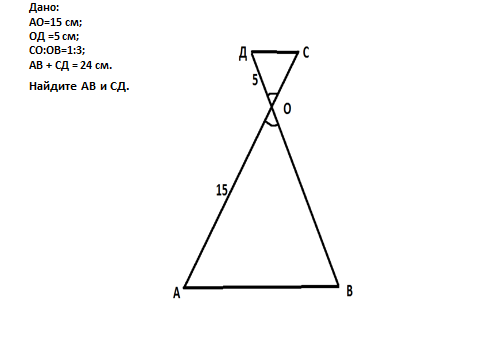 Дано:
АО=15 см;
ОД =5 см;
СО:ОВ=1:3;
АВ + СД = 24 см.
Найдите АВ и СД.
Д
С
5
О
15
А
В